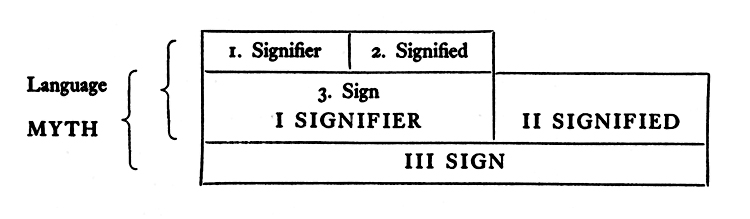 1. Signifier 2. Signified
Language 3. Sign
MYTH I SIGNIFIER II SIGNIFIED
III SIGN